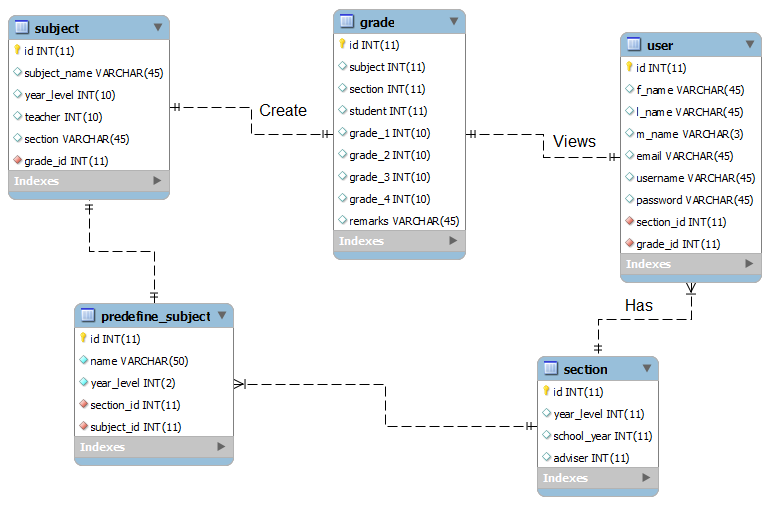 subject
id INT(11)
subject_name VARCHAR(45)
year_level INT(10)
teacher INT(10)
section VARCHAR(45)
grade_id INT(11)
Indexes
Create
grade
id INT(11)
subject INT(11)
section INT(11)
student INT(11)
grade_1 INT(10)
grade_2 INT(10)
grade_3 INT(10)
grade_4 INT(10)
remarks VARCHAR(45)
Indexes
Views
user
id INT(11)
f_name VARCHAR(45)
l_name VARCHAR(45)
m_name VARCHAR(3)
email VARCHAR(45)
username VARCHAR(45)
password VARCHAR(45)
section_id INT(11)
grade_id INT(11)
Indexes
Has
predefine_subject
id INT(11)
name VARCHAR(50)
year_level INT(2)
section_id INT(11)
subject_id INT(11)
Indexes
section
id INT(11)
year_level INT(11)
school_year INT(11)
adviser INT(11)
Indexes